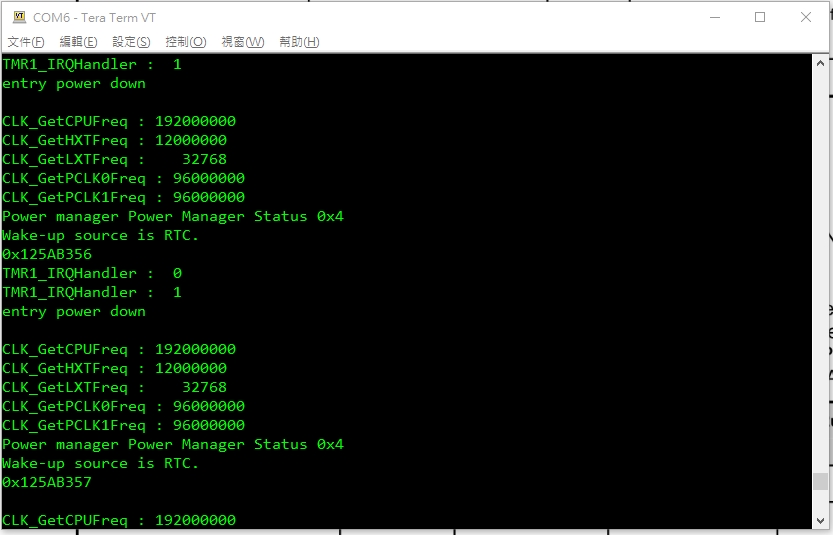 COM6 - Tera Term VT
文件(F) 編輯(E) 設定(S) 控制(O) 視窗(W) 幫助(H)
TMR1_IRQHandler :  1
entry power down
CLK_GetCPUFreq : 192000000
CLK_GetHXTFreq : 12000000
CLK_GetLXTFreq :    32768
CLK_GetPCLK0Freq : 96000000
CLK_GetPCLK1Freq : 96000000
Power manager Power Manager Status 0x4
Wake-up source is RTC.
0x125AB356
TMR1_IRQHandler :  0
TMR1_IRQHandler :  1
entry power down
CLK_GetCPUFreq : 192000000
CLK_GetHXTFreq : 12000000
CLK_GetLXTFreq :    32768
CLK_GetPCLK0Freq : 96000000
CLK_GetPCLK1Freq : 96000000
Power manager Power Manager Status 0x4
Wake-up source is RTC.
0x125AB357
CLK_GetCPUFreq : 192000000